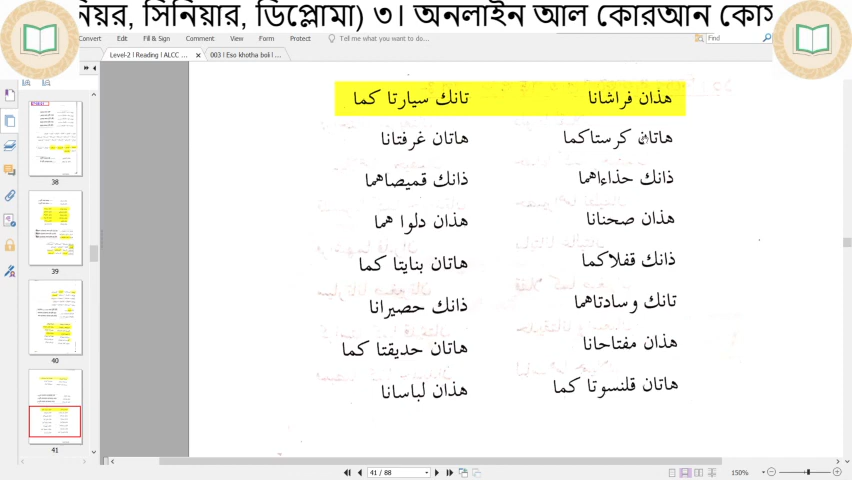 নিয়র, সিনিয়ার, ডিপ্লোমা) ৩। অনলাইন আল কোরআন কোস
Convert Edit Fill & Sign Comment View Form Protect Tell me what you want to do... Find
Level-2 | Reading | ALCC ... × 003 | Eso khotha boli | ... ×
هذان فراشانا تانك سيارتا كما
هاتان كرستاكما هاتان غرفتانا
ذانك حذاءاهما ذانك قميصاهما
هذان صحنانا هذان دلوا هما
ذانك قفلاكما هاتان بنايتا كما
تانك وسادتاهما ذانك حصيرانا
هذان مفتاحانا هاتان حديقتا كما
هاتان قلنسوتا كما هذان لباسانا
38
39
40
41
41 / 88 150%